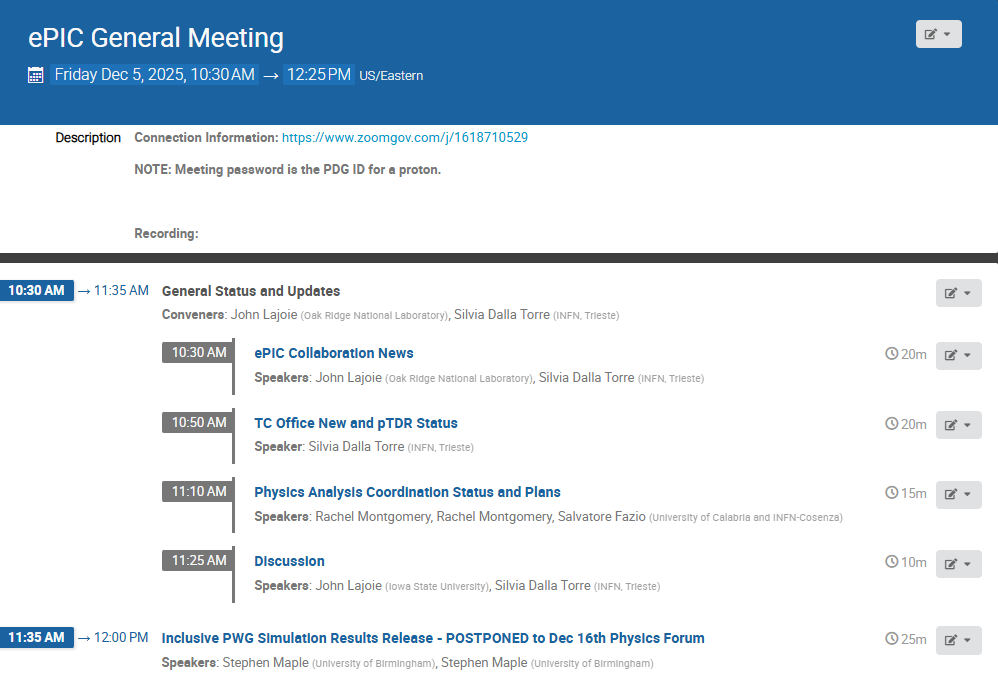 ePIC General Meeting
Friday Dec 5, 2025, 10:30 AM → 12:25 PM US/Eastern
Description Connection Information: https://www.zoomgov.com/j/1618710529
NOTE: Meeting password is the PDG ID for a proton.
Recording:
10:30 AM → 11:35 AM General Status and Updates
Conveners: John Lajoie (Oak Ridge National Laboratory), Silvia Dalla Torre (INFN, Trieste)
10:30 AM ePIC Collaboration News 20m
Speakers: John Lajoie (Oak Ridge National Laboratory), Silvia Dalla Torre (INFN, Trieste)
10:50 AM TC Office New and pTDR Status 20m
Speaker: Silvia Dalla Torre (INFN, Trieste)
11:10 AM Physics Analysis Coordination Status and Plans 15m
Speakers: Rachel Montgomery, Rachel Montgomery, Salvatore Fazio (University of Calabria and INFN-Cosenza)
11:25 AM Discussion 10m
Speakers: John Lajoie (Iowa State University), Silvia Dalla Torre (INFN, Trieste)
11:35 AM → 12:00 PM Inclusive PWG Simulation Results Release - POSTPONED to Dec 16th Physics Forum 25m
Speakers: Stephen Maple (University of Birmingham), Stephen Maple (University of Birmingham)